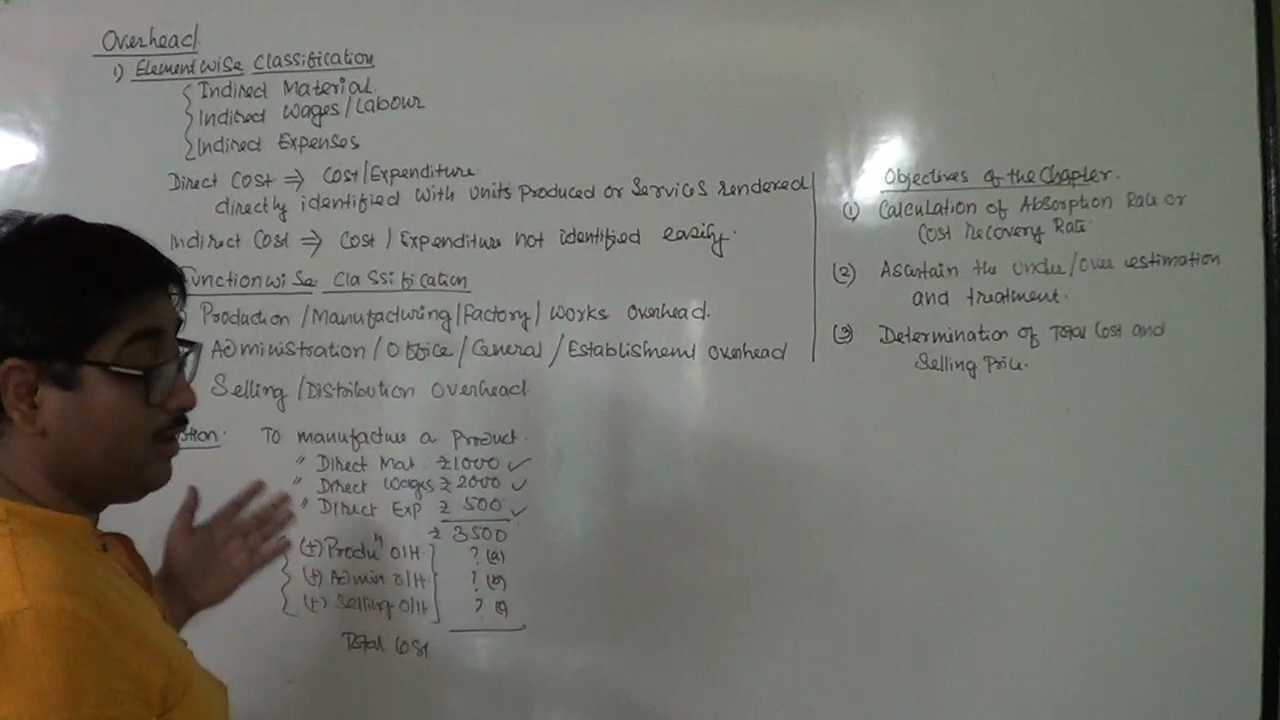 Overhead.
1) Elementwise Classification
Indirect Material
Indirect Wages/Labour
Indirect Expenses
Direct Cost ⇒ Cost/Expenditure
directly identified with units produced or Services rendered
Indirect Cost ⇒ Cost / Expenditure not identified easily.
Functionwise Classification
Production /Manufacturing/Factory/ Works Overhead.
Administration / Office / General / Establisment Overhead
Selling /Distribution Overhead
To manufacture a Product.
" Direct Mat ₹1000 ✓
" Direct Wages ₹ 2000 ✓
" Direct Exp ₹ 500 ✓
₹ 3500
(+) Produⁿ O/H ? (a)
(+) Admin O/H ? (b)
(+) Selling O/H ? (c)
Total Cost
Objectives of the Chapter.
(1) Calculation of Absorption Rate or
Cost Recovery Rate.
(2) Ascertain the under/over estimation
and treatment.
(3) Determination of Total Cost and
Selling Price.